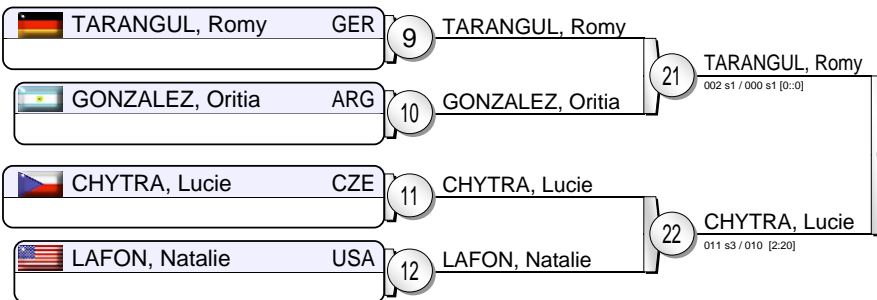 TARANGUL, Romy GER 9 TARANGUL, Romy
21 TARANGUL, Romy
002 s1 / 000 s1 [0::0]
GONZALEZ, Oritia ARG 10 GONZALEZ, Oritia
CHYTRA, Lucie CZE 11 CHYTRA, Lucie
22 CHYTRA, Lucie
011 s3 / 010 [2:20]
LAFON, Natalie USA 12 LAFON, Natalie